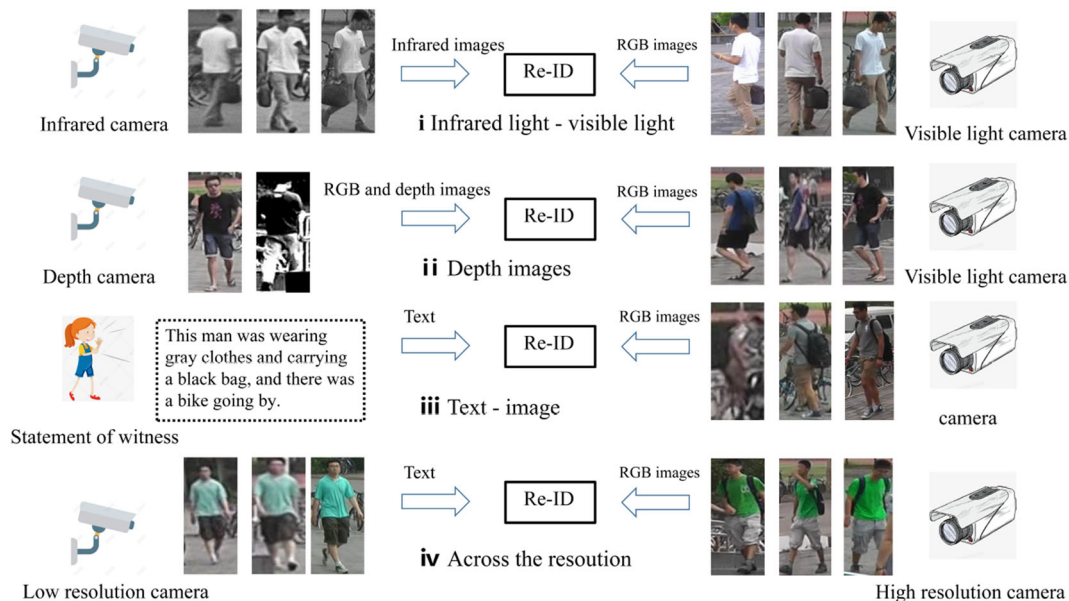 Infrared images
RGB images
Re-ID
Infrared camera
i Infrared light - visible light
Visible light camera
RGB and depth images
RGB images
Re-ID
Depth camera
ii Depth images
Visible light camera
Text
RGB images
This man was wearing
gray clothes and carrying
a black bag, and there was
a bike going by.
Re-ID
iii Text - image
camera
Statement of witness
Text
RGB images
Re-ID
iv Across the resoution
Low resolution camera
High resolution camera